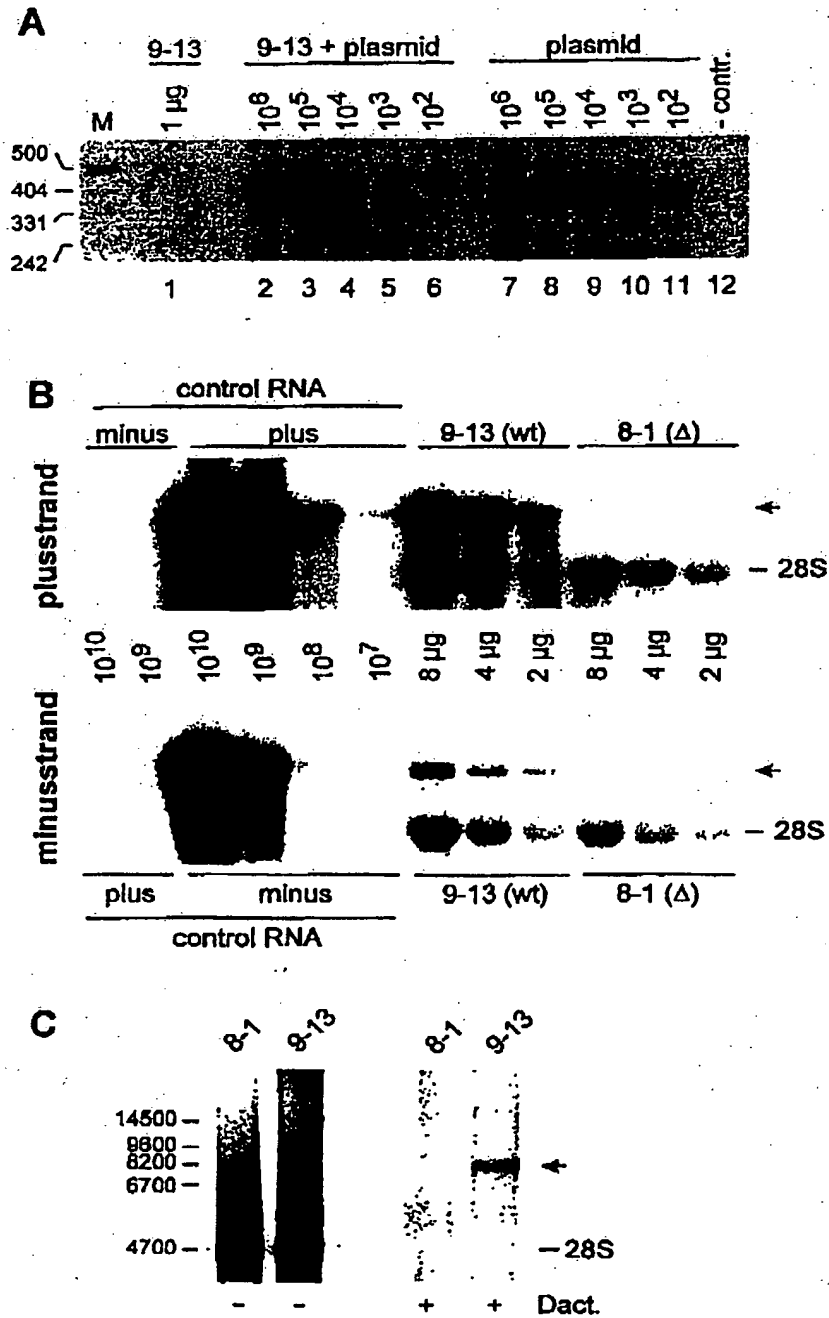 A
9-13 9-13 + plasmid plasmid
M 1 µg 10⁶ 10⁵ 10⁴ 10³ 10² 10⁶ 10⁵ 10⁴ 10³ 10² - contr.
500
404
331
242
1 2 3 4 5 6 7 8 9 10 11 12
B
control RNA
minus plus 9-13 (wt) 8-1 (Δ)
plusstrand
28S
10¹⁰ 10⁹ 10¹⁰ 10⁹ 10⁸ 10⁷ 8 µg 4 µg 2 µg 8 µg 4 µg 2 µg
minusstrand
28S
plus minus 9-13 (wt) 8-1 (Δ)
control RNA
C
8-1 9-13 8-1 9-13
14500
9600
8200
6700
4700
28S
- - + + Dact.